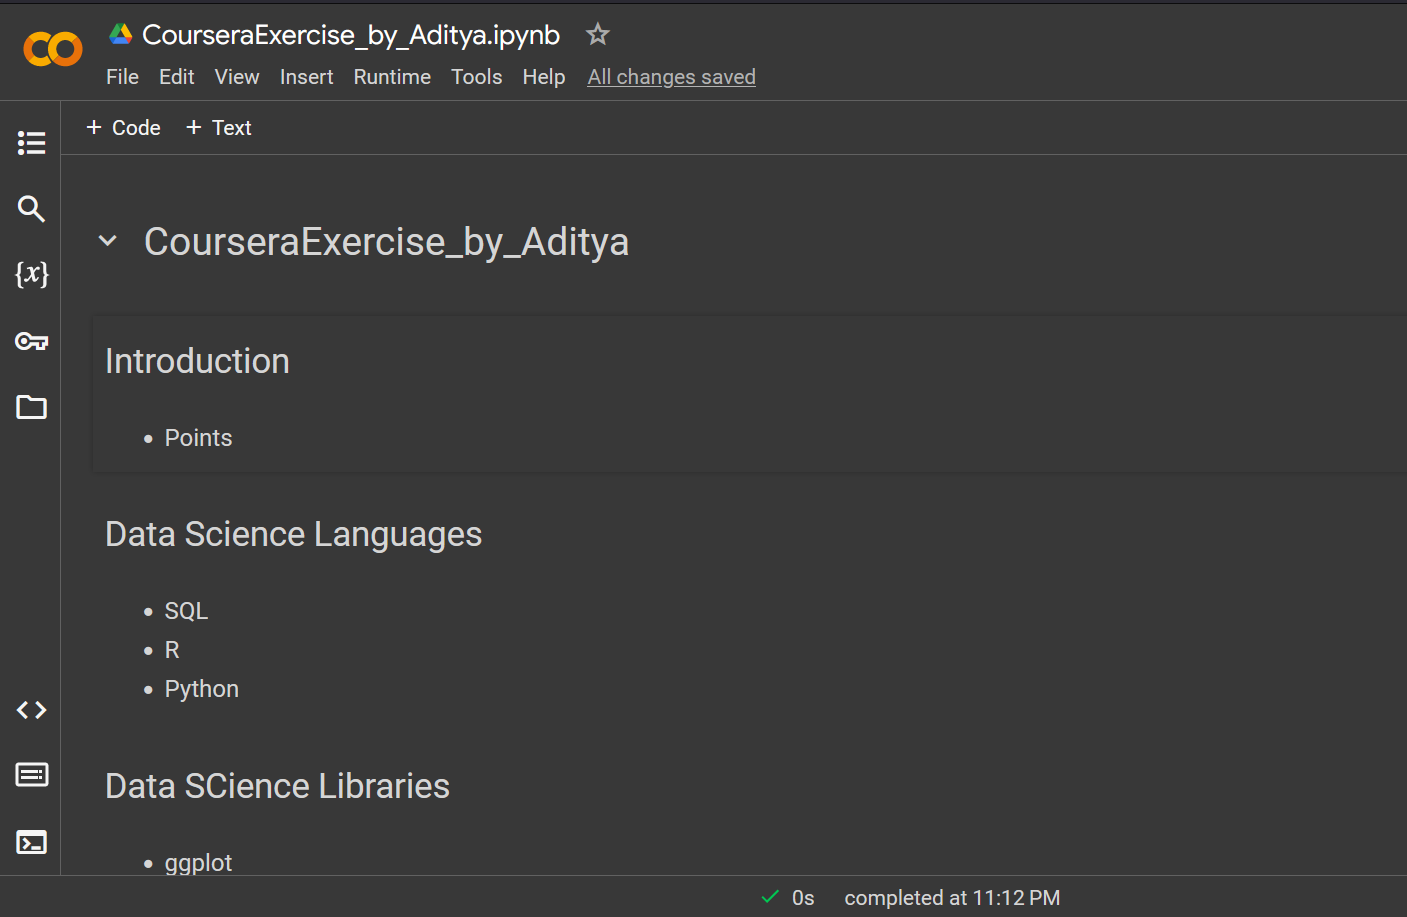 CourseraExercise_by_Aditya.ipynb
File Edit View Insert Runtime Tools Help All changes saved
+ Code + Text
{x}
CourseraExercise_by_Aditya
Introduction
• Points
Data Science Languages
• SQL
• R
• Python
Data SCience Libraries
• ggplot
0s completed at 11:12 PM